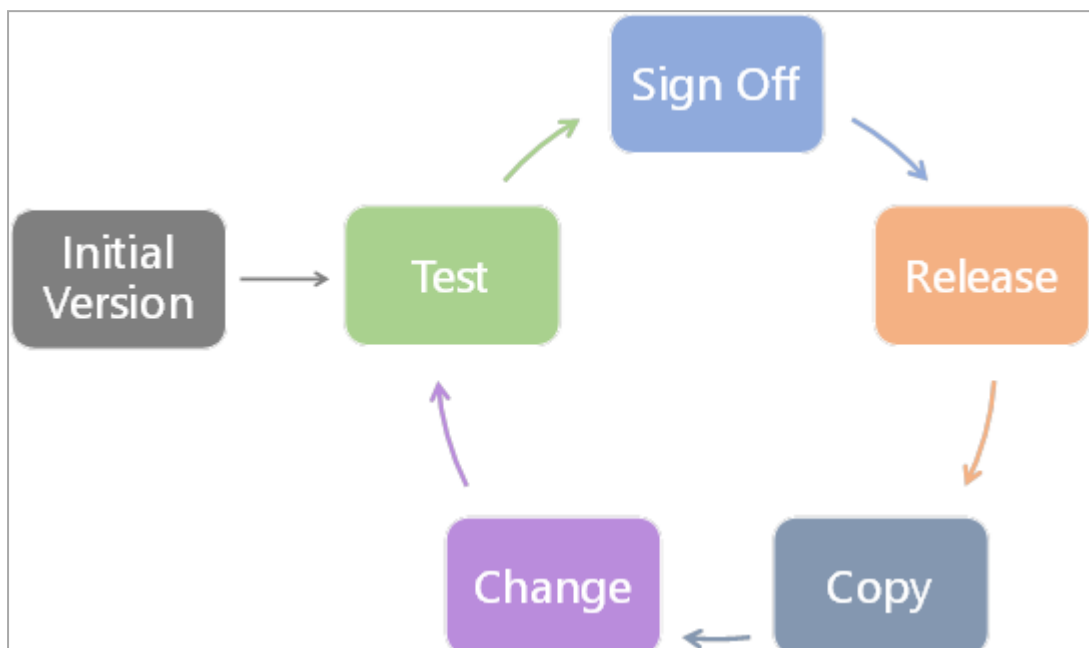 Sign Off
Initial
Version
Test
Release
Change
Copy